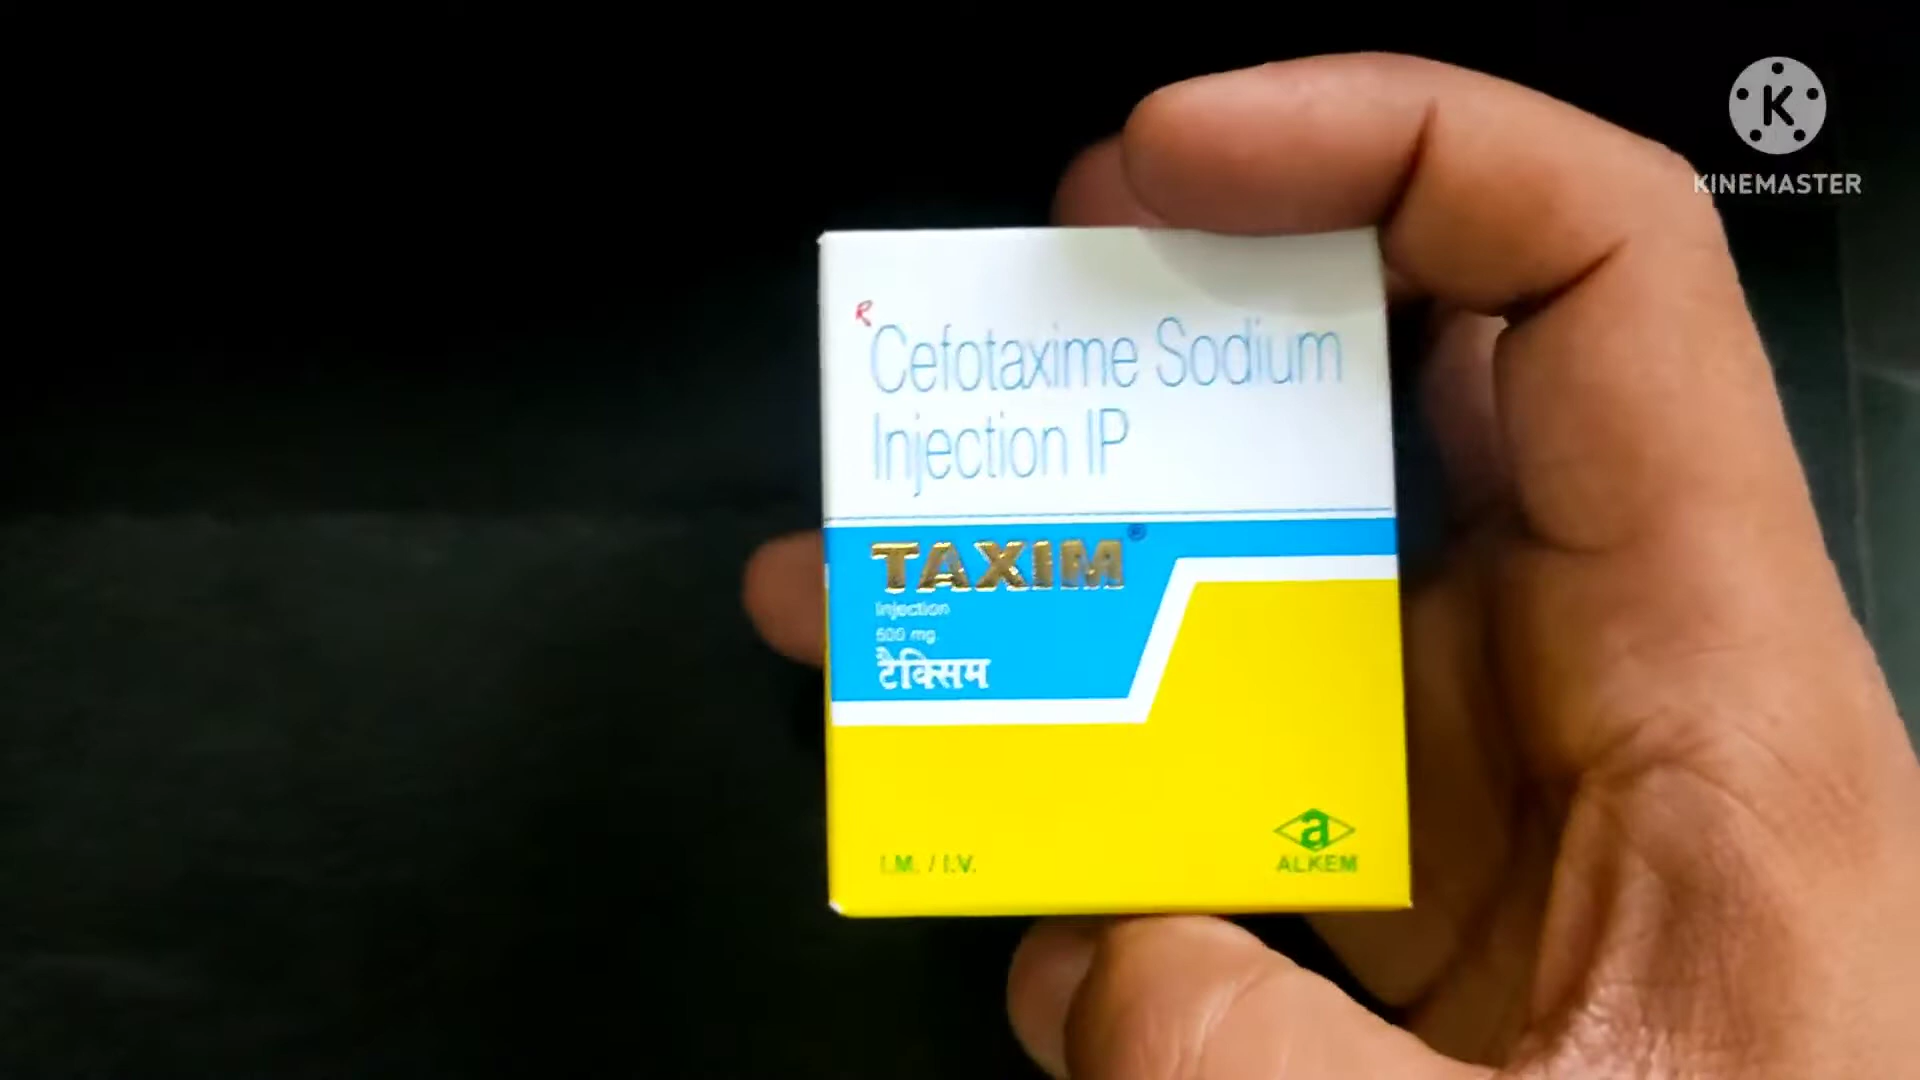 K
KINEMASTER
R
Cefotaxime Sodium
Injection IP
TAXIM®
Injection
500 mg
टैक्सिम
I.M. / I.V.
a
ALKEM